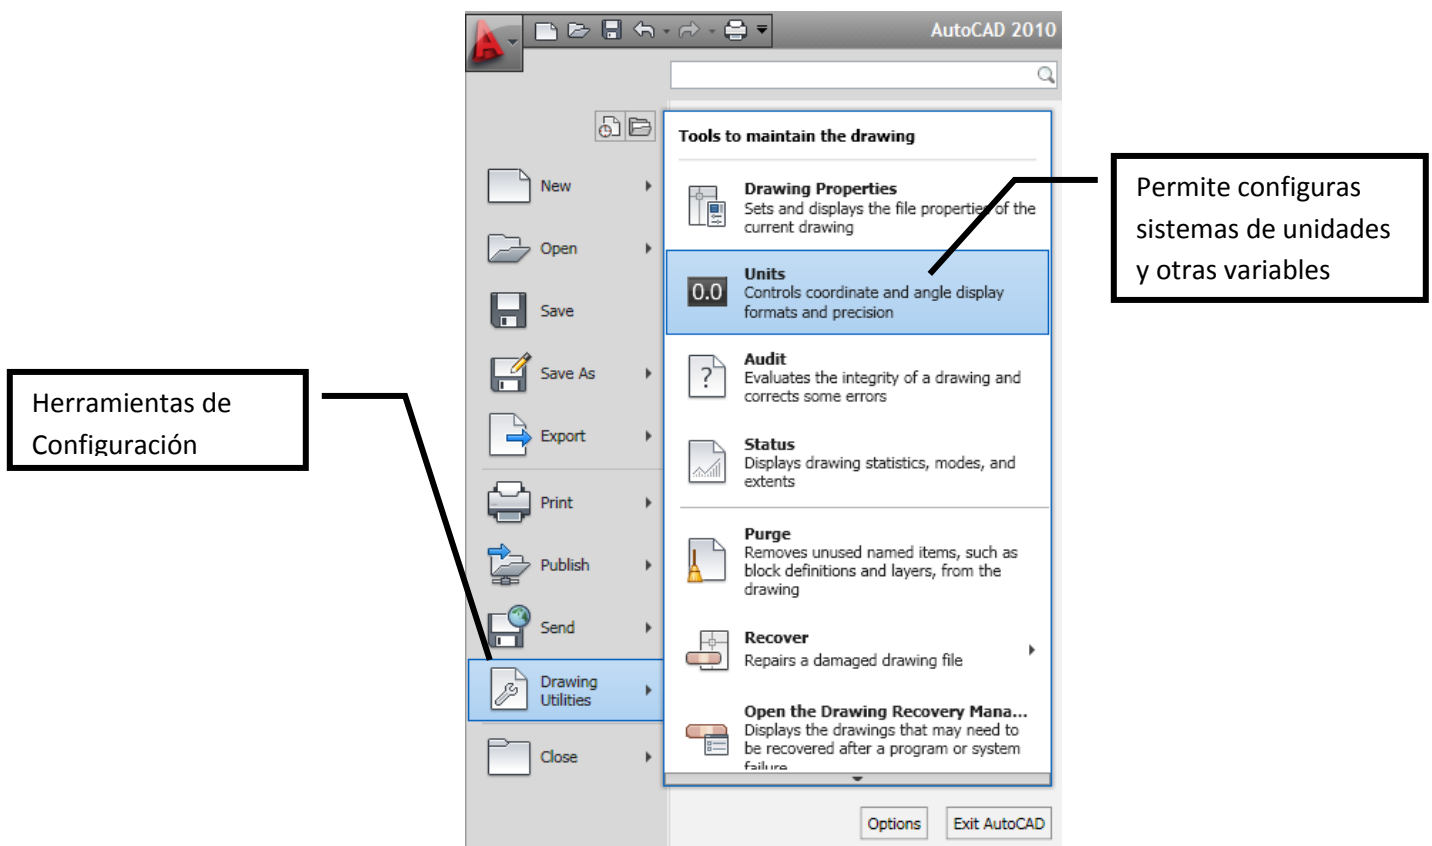 AutoCAD 2010
Tools to maintain the drawing
New
Open
Save
Save As
Export
Print
Publish
Send
Drawing
Utilities
Close
Drawing Properties
Sets and displays the file properties of the
current drawing
0.0
Units
Controls coordinate and angle display
formats and precision
?
Audit
Evaluates the integrity of a drawing and
corrects some errors
Status
Displays drawing statistics, modes, and
extents
Purge
Removes unused named items, such as
block definitions and layers, from the
drawing
Recover
Repairs a damaged drawing file
Open the Drawing Recovery Mana...
Displays the drawings that may need to
be recovered after a program or system
failure
Options
Exit AutoCAD
Herramientas de
Configuración
Permite configuras
sistemas de unidades
y otras variables